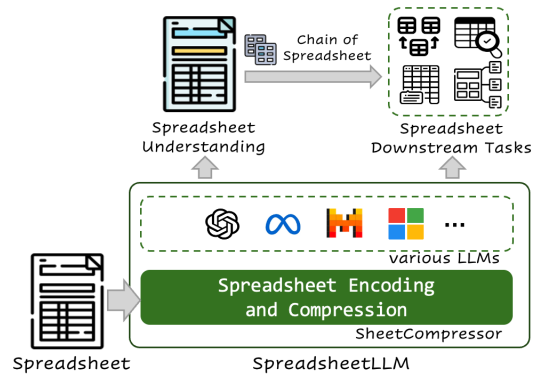 Chain of
Spreadsheet
Spreadsheet
Understanding
Spreadsheet
Downstream Tasks
...
various LLMs
Spreadsheet Encoding
and Compression
SheetCompressor
Spreadsheet
SpreadsheetLLM